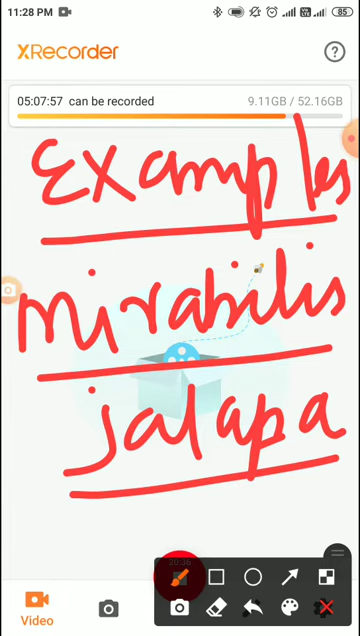 11:28 PM 85
XRecorder
05:07:57 can be recorded 9.11GB / 52.16GB
Examples
mirabilis
jalapa
Video